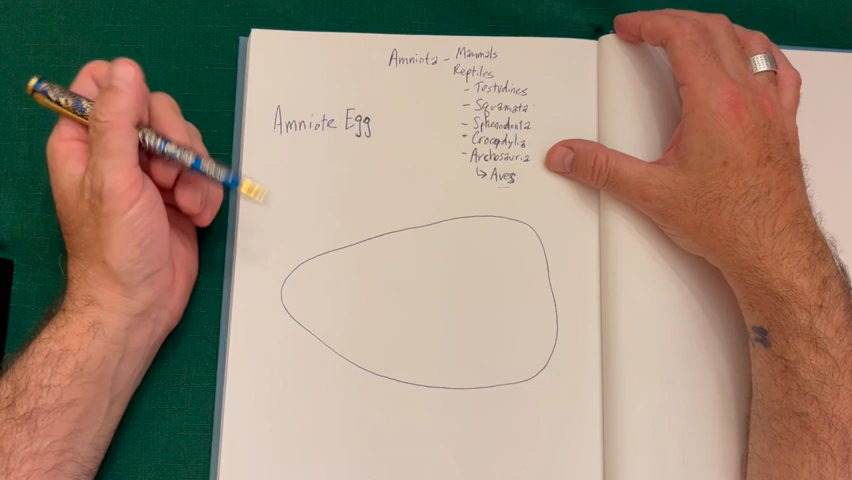 Amniota - Mammals
Reptiles
- Testudines
- Squamata
- Sphenodonta
- Crocodylia
- Archosauria
↳ Aves
Amniote Egg